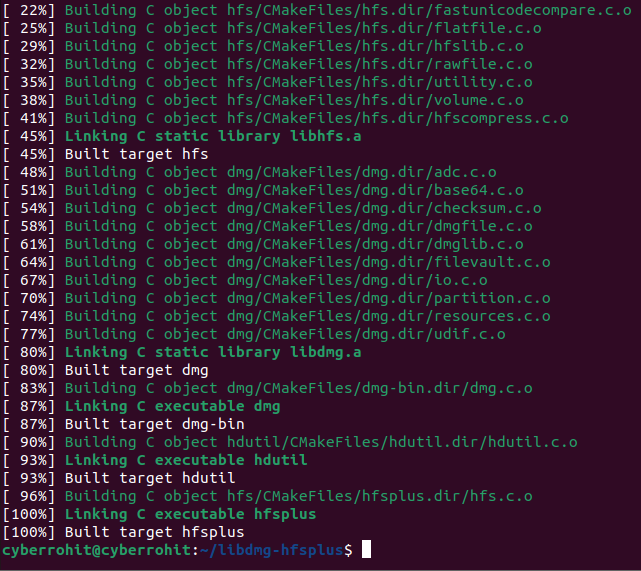 [ 22%] Building C object hfs/CMakeFiles/hfs.dir/fastunicodecompare.c.o
[ 25%] Building C object hfs/CMakeFiles/hfs.dir/flatfile.c.o
[ 29%] Building C object hfs/CMakeFiles/hfs.dir/hfslib.c.o
[ 32%] Building C object hfs/CMakeFiles/hfs.dir/rawfile.c.o
[ 35%] Building C object hfs/CMakeFiles/hfs.dir/utility.c.o
[ 38%] Building C object hfs/CMakeFiles/hfs.dir/volume.c.o
[ 41%] Building C object hfs/CMakeFiles/hfs.dir/hfscompress.c.o
[ 45%] Linking C static library libhfs.a
[ 45%] Built target hfs
[ 48%] Building C object dmg/CMakeFiles/dmg.dir/adc.c.o
[ 51%] Building C object dmg/CMakeFiles/dmg.dir/base64.c.o
[ 54%] Building C object dmg/CMakeFiles/dmg.dir/checksum.c.o
[ 58%] Building C object dmg/CMakeFiles/dmg.dir/dmgfile.c.o
[ 61%] Building C object dmg/CMakeFiles/dmg.dir/dmglib.c.o
[ 64%] Building C object dmg/CMakeFiles/dmg.dir/filevault.c.o
[ 67%] Building C object dmg/CMakeFiles/dmg.dir/io.c.o
[ 70%] Building C object dmg/CMakeFiles/dmg.dir/partition.c.o
[ 74%] Building C object dmg/CMakeFiles/dmg.dir/resources.c.o
[ 77%] Building C object dmg/CMakeFiles/dmg.dir/udif.c.o
[ 80%] Linking C static library libdmg.a
[ 80%] Built target dmg
[ 83%] Building C object dmg/CMakeFiles/dmg-bin.dir/dmg.c.o
[ 87%] Linking C executable dmg
[ 87%] Built target dmg-bin
[ 90%] Building C object hdutil/CMakeFiles/hdutil.dir/hdutil.c.o
[ 93%] Linking C executable hdutil
[ 93%] Built target hdutil
[ 96%] Building C object hfs/CMakeFiles/hfsplus.dir/hfs.c.o
[100%] Linking C executable hfsplus
[100%] Built target hfsplus
cyberrohit@cyberrohit:~/libdmg-hfsplus$